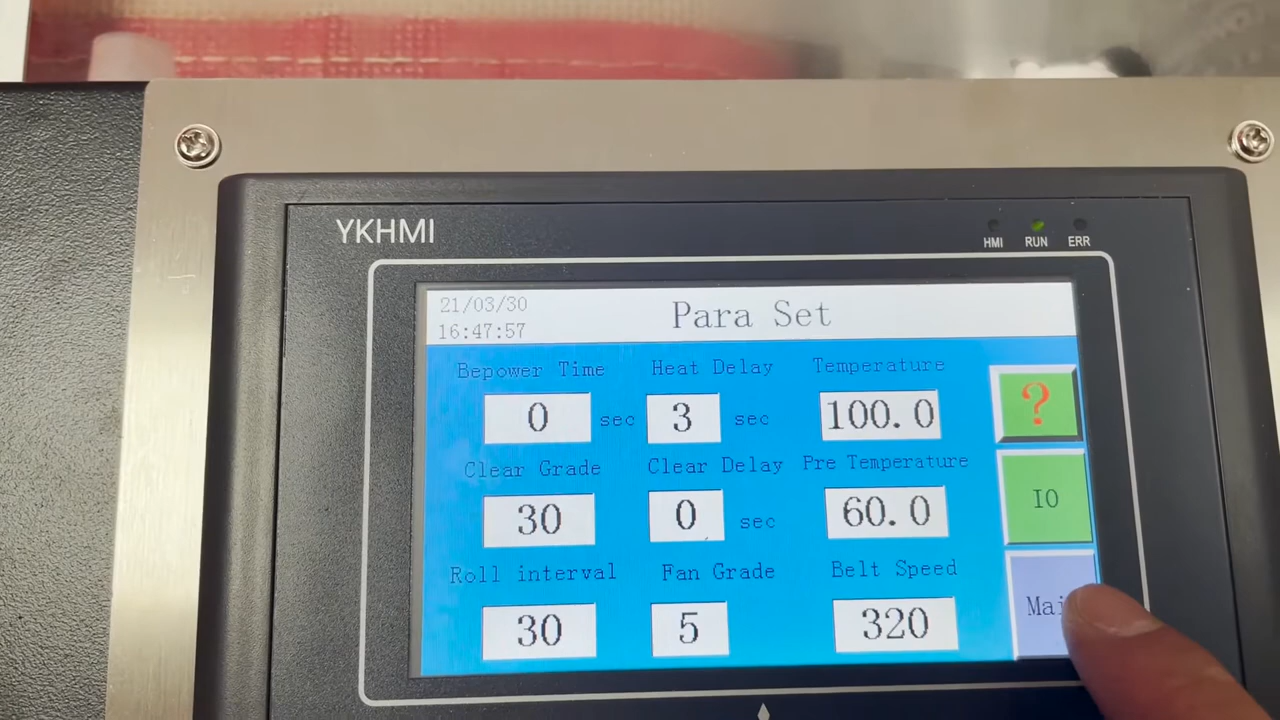 YKHMI
HMI RUN ERR
21/03/30
Para Set
16:47:57
Bepower Time Heat Delay Temperature
0 sec 3 sec 100.0
?
Clear Grade Clear Delay Pre Temperature
30 0 sec 60.0
IO
Roll interval Fan Grade Belt Speed
30 5 320